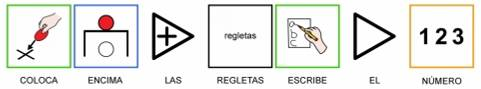 regletas
1 2 3
COLOCA ENCIMA LAS REGLETAS ESCRIBE EL NÚMERO